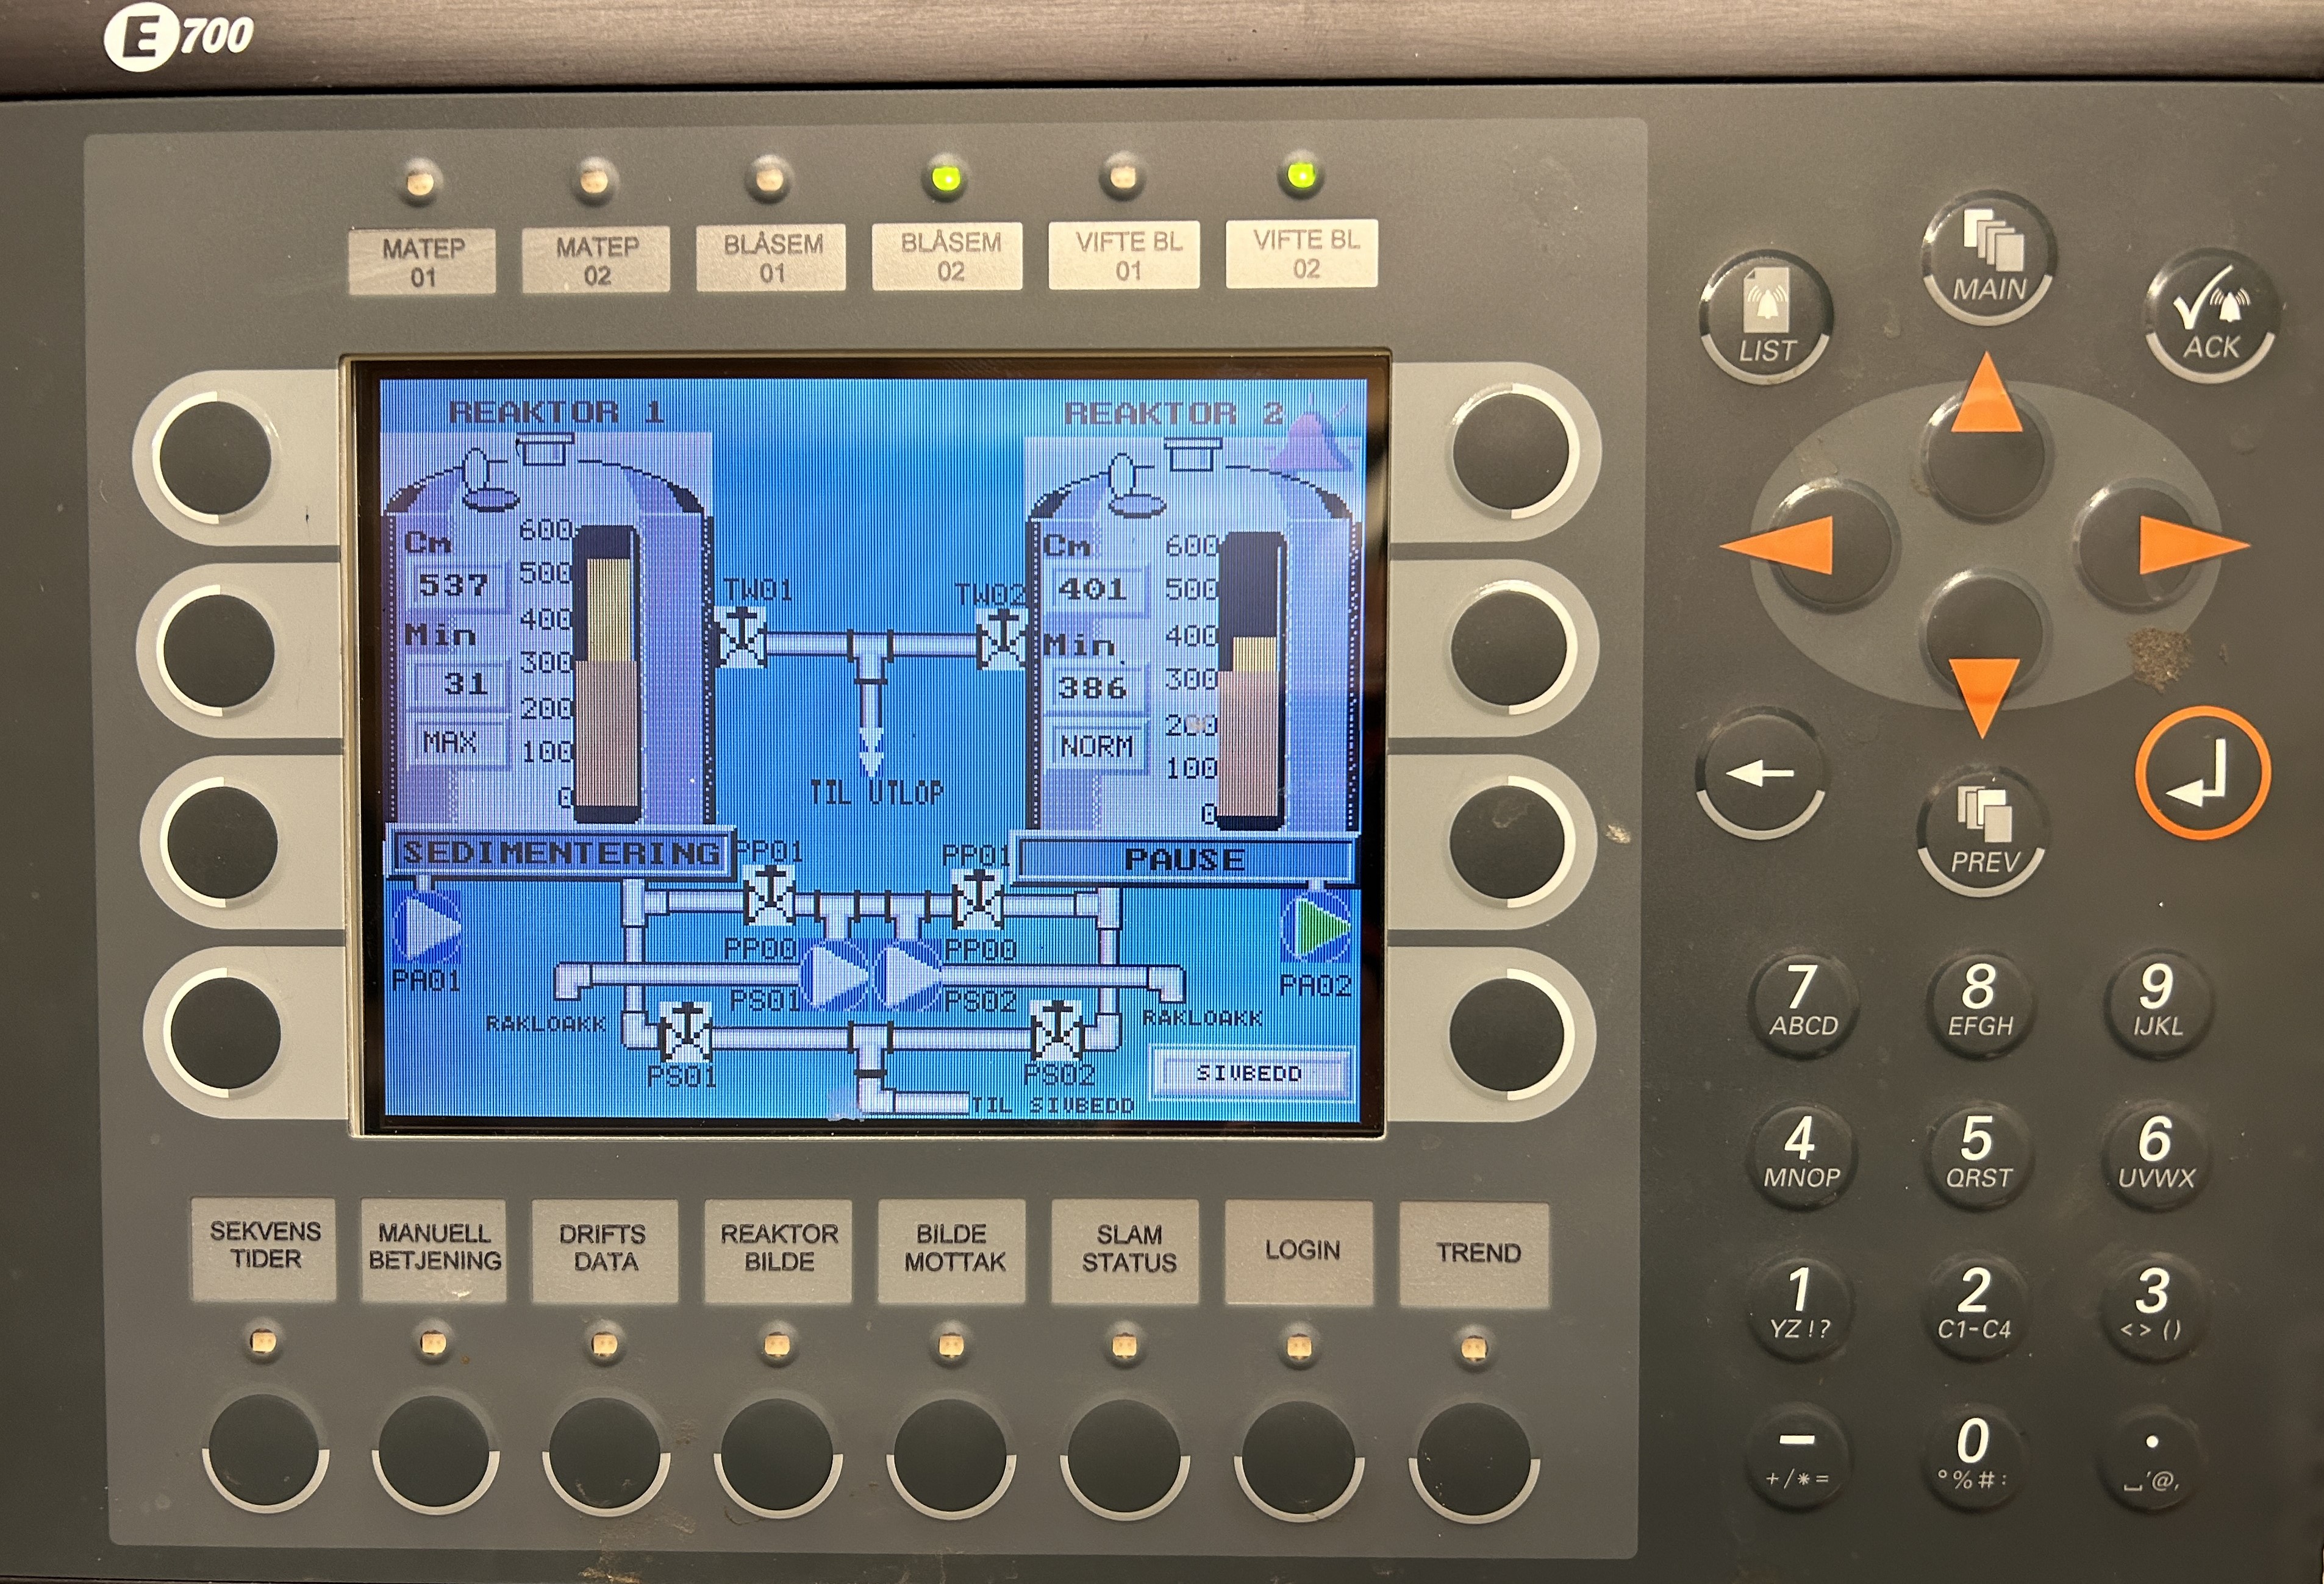 E700
MATEP
01
MATEP
02
BLÅSEM
01
BLÅSEM
02
VIFTE BL
01
VIFTE BL
02
LIST
MAIN
ACK
REAKTOR 1
REAKTOR 2
Cm
537
Min
31
MAX
600
500
400
300
200
100
0
TW01
TW02
TIL UTLOP
Cm
401
Min
386
NORM
600
500
400
300
200
100
0
SEDIMENTERING
PP01
PP01
PAUSE
PA01
PP00
PP00
PA02
PS01
PS02
RAKLOAKK
RAKLOAKK
PS01
PS02
SIVBEDD
TIL SIVBEDD
PREV
7
ABCD
8
EFGH
9
IJKL
4
MNOP
5
QRST
6
UVWX
1
YZ !?
2
C1-C4
3
<> ()
–
+/*=
0
°%#:
.
⎵'@,
SEKVENS
TIDER
MANUELL
BETJENING
DRIFTS
DATA
REAKTOR
BILDE
BILDE
MOTTAK
SLAM
STATUS
LOGIN
TREND